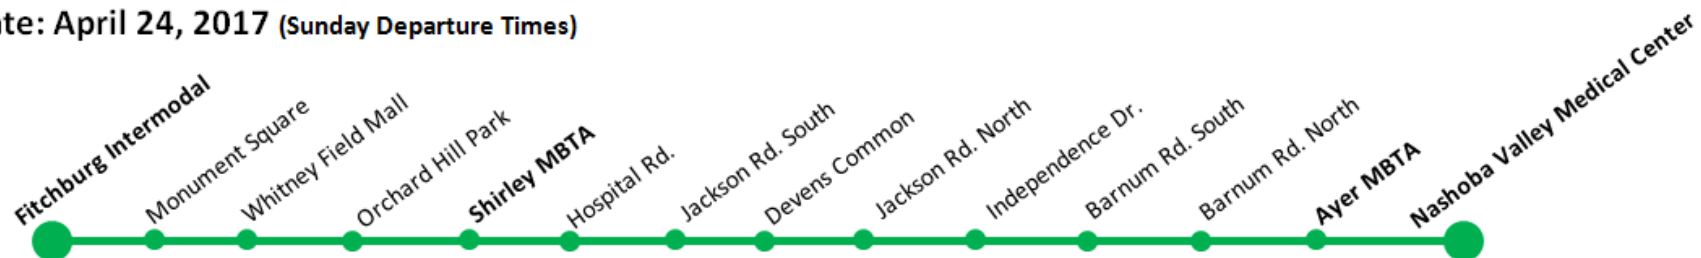 te: April 24, 2017 (Sunday Departure Times)
Fitchburg Intermodal
Monument Square
Whitney Field Mall
Orchard Hill Park
Shirley MBTA
Hospital Rd.
Jackson Rd. South
Devens Common
Jackson Rd. North
Independence Dr.
Barnum Rd. South
Barnum Rd. North
Ayer MBTA
Nashoba Valley Medical Center